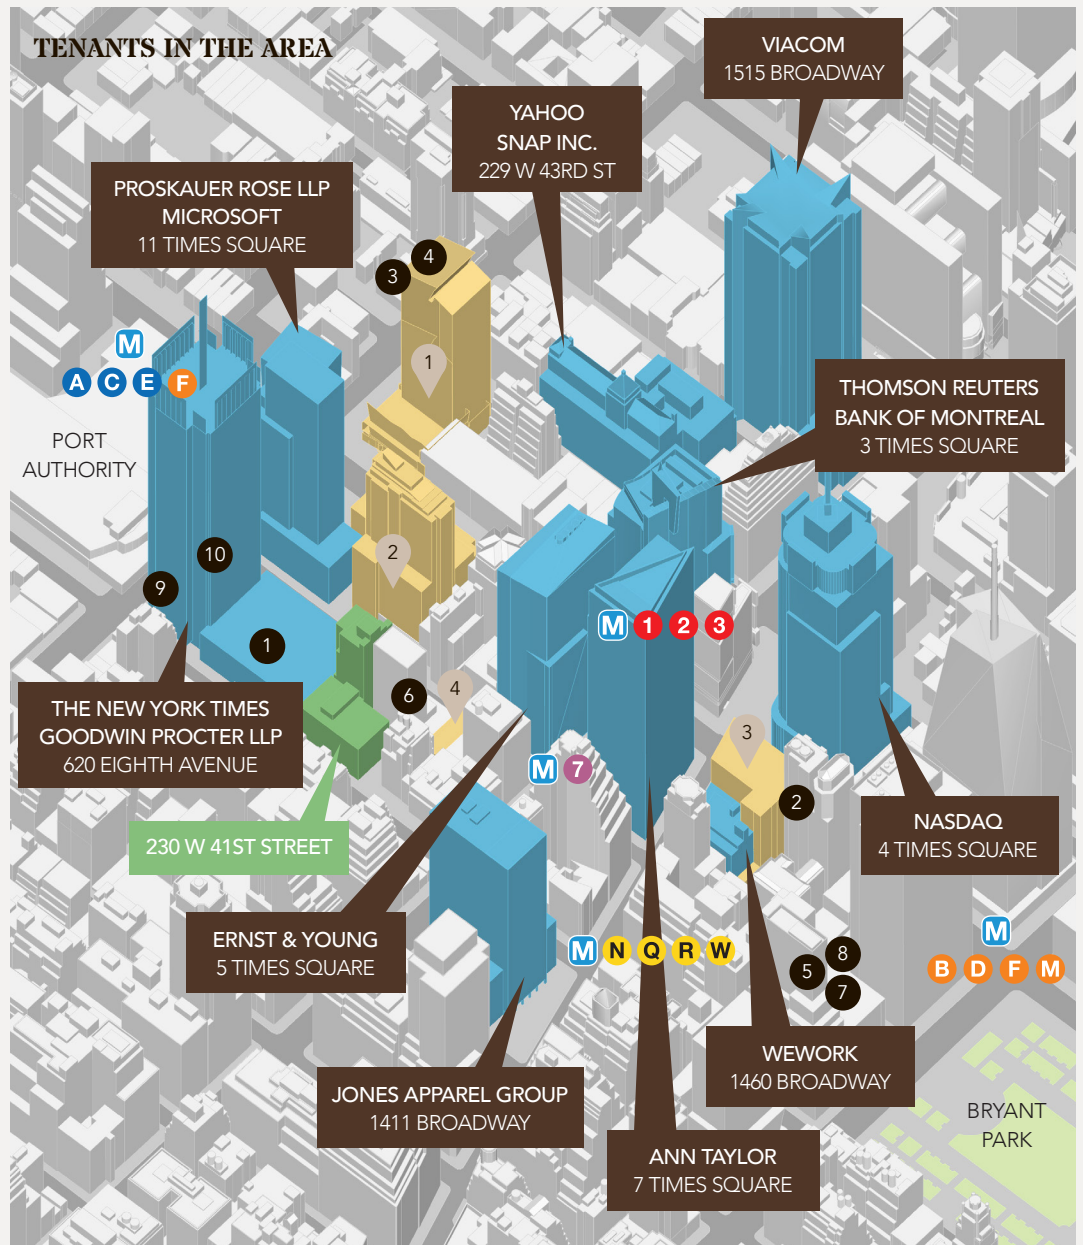 TENANTS IN THE AREA
VIACOM
1515 BROADWAY
YAHOO
SNAP INC.
229 W 43RD ST
PROSKAUER ROSE LLP
MICROSOFT
11 TIMES SQUARE
4
3
M
A C E F
1
THOMSON REUTERS
BANK OF MONTREAL
3 TIMES SQUARE
PORT
AUTHORITY
10
2
9
M 1 2 3
1
6
4
THE NEW YORK TIMES
GOODWIN PROCTER LLP
620 EIGHTH AVENUE
3
M 7
2
230 W 41ST STREET
NASDAQ
4 TIMES SQUARE
ERNST & YOUNG
5 TIMES SQUARE
M N Q R W
8
5
7
M
B D F M
WEWORK
1460 BROADWAY
JONES APPAREL GROUP
1411 BROADWAY
BRYANT
PARK
ANN TAYLOR
7 TIMES SQUARE